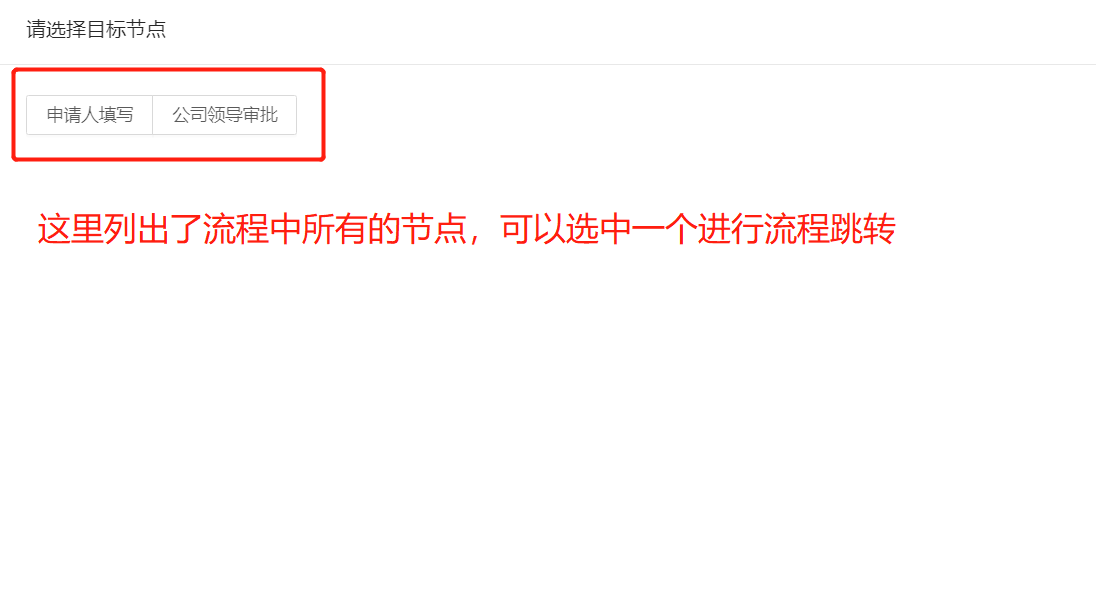 请选择目标节点
申请人填写 公司领导审批
这里列出了流程中所有的节点，可以选中一个进行流程跳转